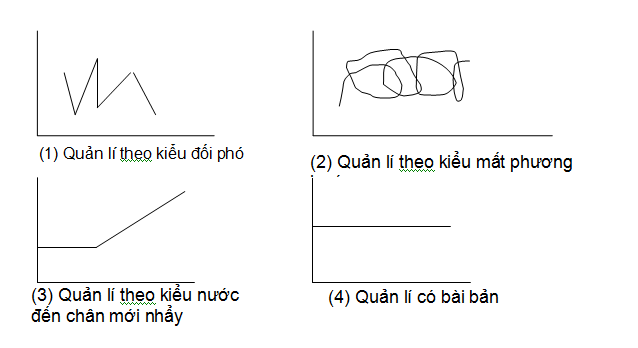 (1) Quản lí theo kiểu đối phó
(2) Quản lí theo kiểu mất phương
(3) Quản lí theo kiểu nước
đến chân mới nhẩy
(4) Quản lí có bài bản